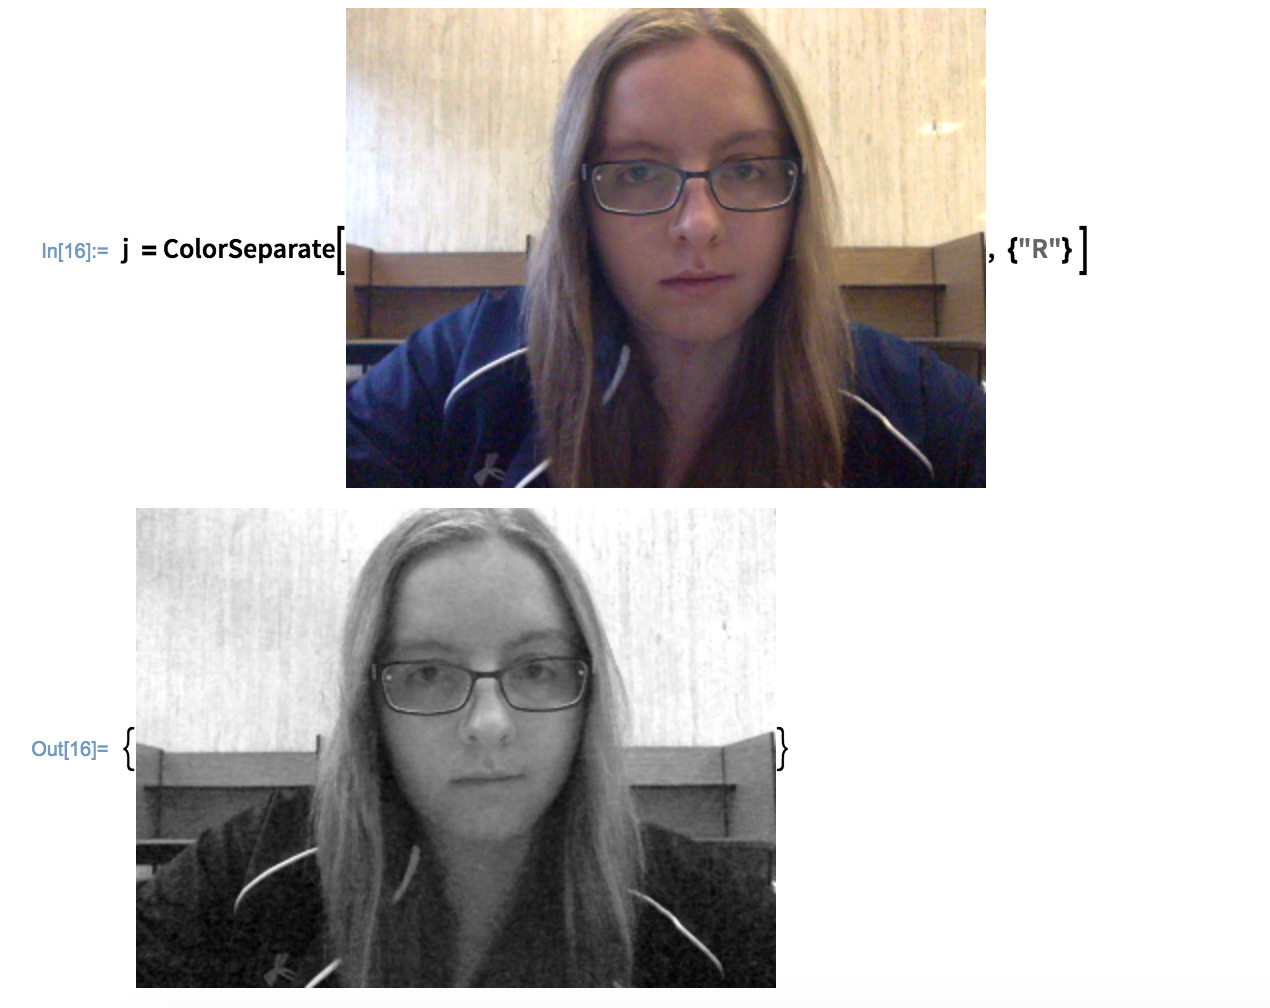 In[16]:= j = ColorSeparate[ , {"R"}]
Out[16]= { }